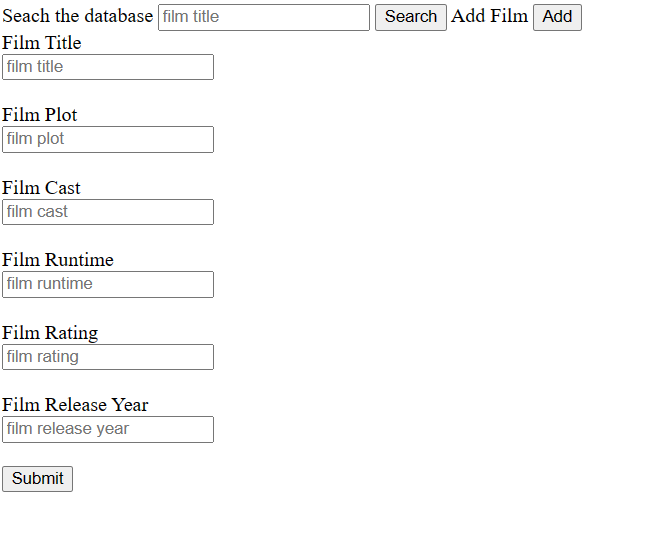 Seach the database film title Search Add Film Add
Film Title
film title
Film Plot
film plot
Film Cast
film cast
Film Runtime
film runtime
Film Rating
film rating
Film Release Year
film release year
Submit